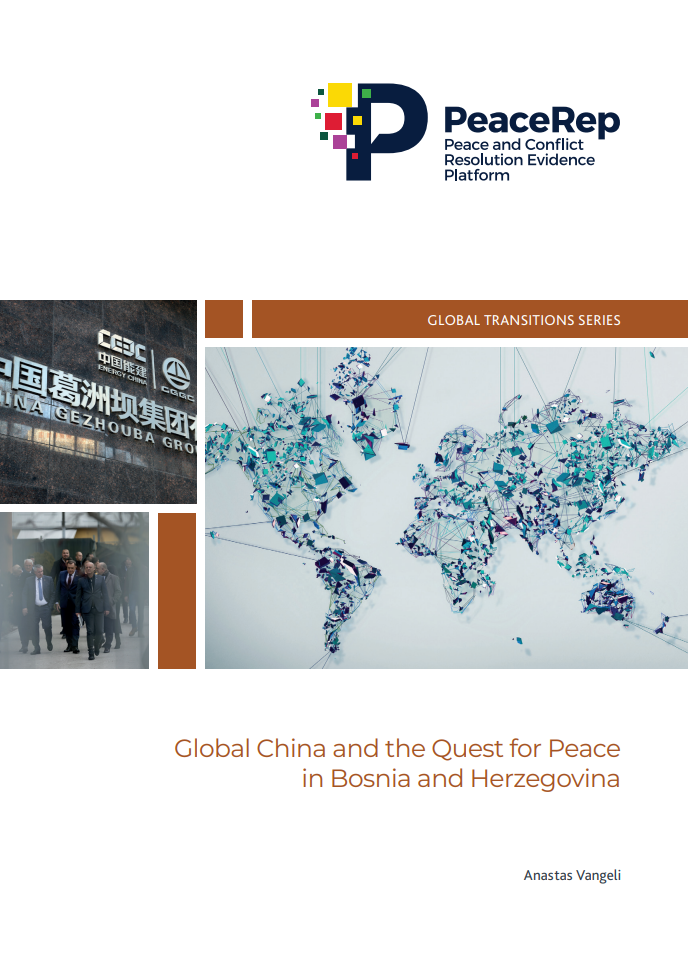 PeaceRep
Peace and Conflict
Resolution Evidence
Platform
GLOBAL TRANSITIONS SERIES
CEEC
中国能建
ENERGY CHINA
CGGC
中国葛洲坝集团
INA GEZHOUBA GRO
Global China and the Quest for Peace
in Bosnia and Herzegovina
Anastas Vangeli